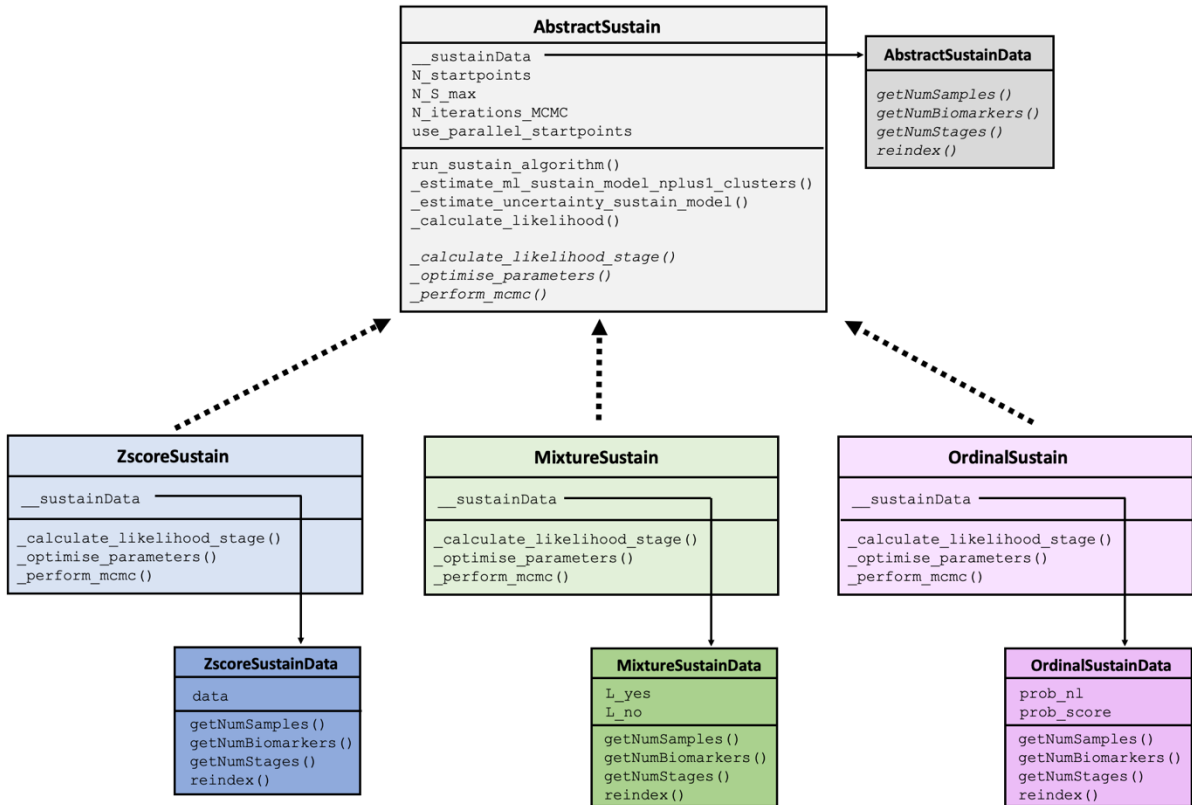 AbstractSustain
__sustainData
N_startpoints
N_S_max
N_iterations_MCMC
use_parallel_startpoints
run_sustain_algorithm()
_estimate_ml_sustain_model_nplus1_clusters()
_estimate_uncertainty_sustain_model()
_calculate_likelihood()
_calculate_likelihood_stage()
_optimise_parameters()
_perform_mcmc()
AbstractSustainData
getNumSamples()
getNumBiomarkers()
getNumStages()
reindex()
ZscoreSustain
__sustainData
_calculate_likelihood_stage()
_optimise_parameters()
_perform_mcmc()
MixtureSustain
__sustainData
_calculate_likelihood_stage()
_optimise_parameters()
_perform_mcmc()
OrdinalSustain
__sustainData
_calculate_likelihood_stage()
_optimise_parameters()
_perform_mcmc()
ZscoreSustainData
data
getNumSamples()
getNumBiomarkers()
getNumStages()
reindex()
MixtureSustainData
L_yes
L_no
getNumSamples()
getNumBiomarkers()
getNumStages()
reindex()
OrdinalSustainData
prob_nl
prob_score
getNumSamples()
getNumBiomarkers()
getNumStages()
reindex()